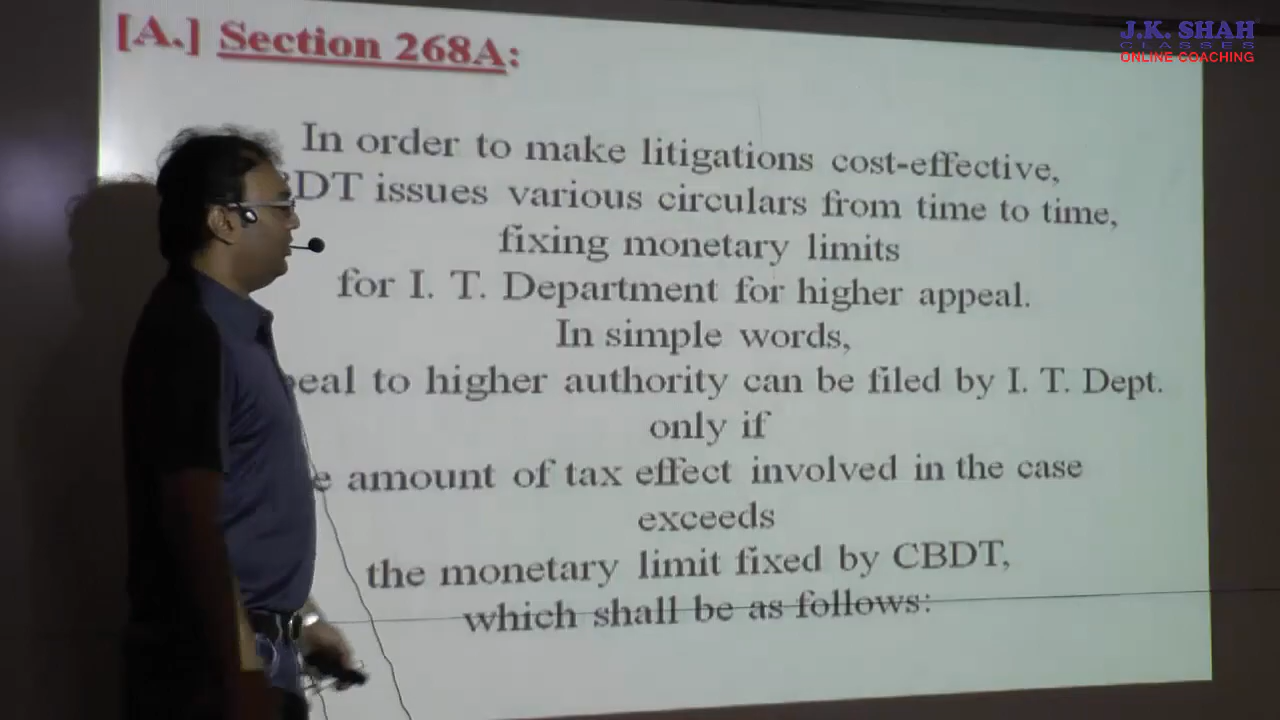 J.K. SHAH
CLASSES
ONLINE COACHING
[A.] Section 268A:
In order to make litigations cost-effective,
DT issues various circulars from time to time,
fixing monetary limits
for I. T. Department for higher appeal.
In simple words,
eal to higher authority can be filed by I. T. Dept.
only if
e amount of tax effect involved in the case
exceeds
the monetary limit fixed by CBDT,
which shall be as follows: